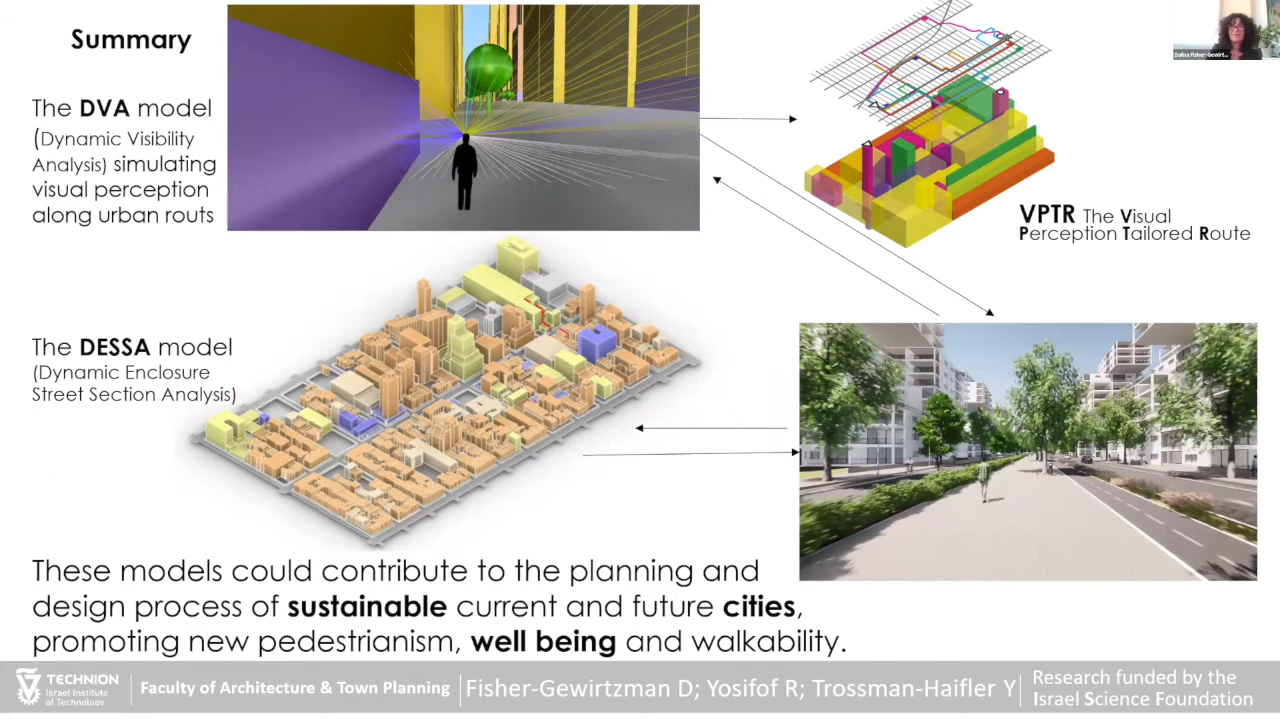 Summary
The DVA model
(Dynamic Visibility
Analysis) simulating
visual perception
along urban routs
VPTR The Visual
Perception Tailored Route
The DESSA model
(Dynamic Enclosure
Street Section Analysis)
These models could contribute to the planning and
design process of sustainable current and future cities,
promoting new pedestrianism, well being and walkability.
TECHNION
Israel Institute
of Technology
Faculty of Architecture & Town Planning
Fisher-Gewirtzman D; Yosifof R; Trossman-Haifler Y
Research funded by the
Israel Science Foundation
Dafna Fisher-Gewirt...